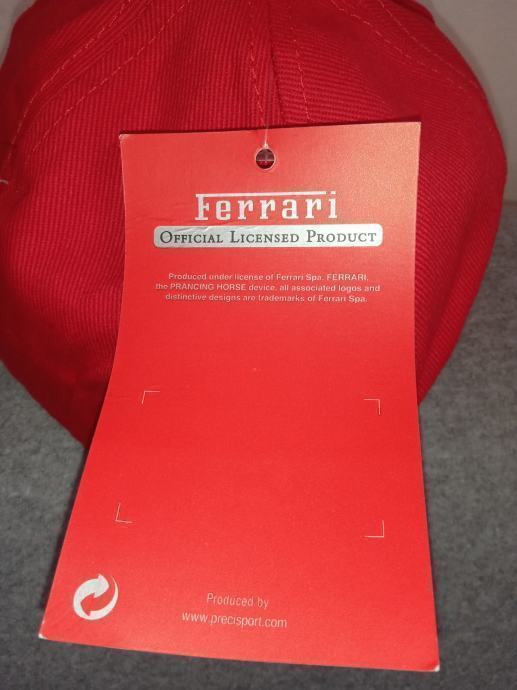 Ferrari
OFFICIAL LICENSED PRODUCT
Produced under license of Ferrari Spa. FERRARI,
the PRANCING HORSE device, all associated logos and
distinctive designs are trademarks of Ferrari Spa.
Produced by
www.precisport.com